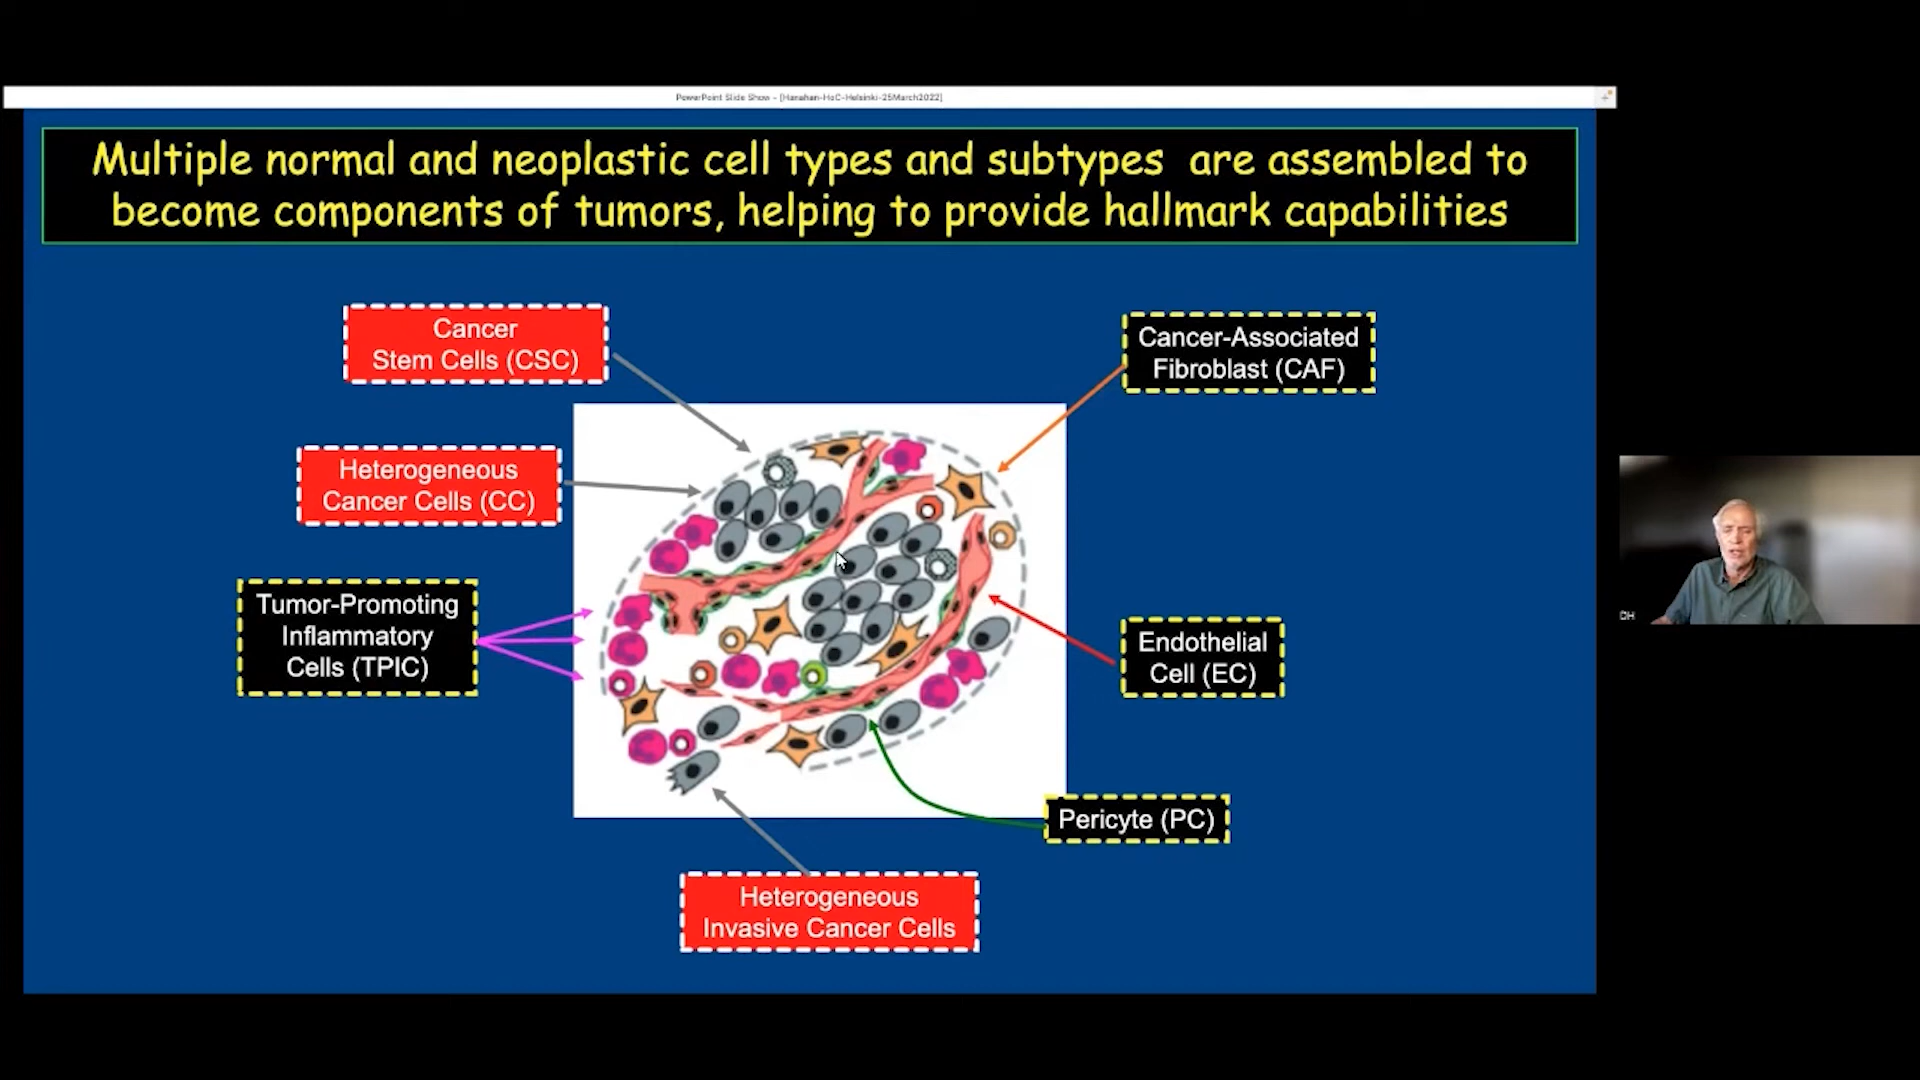 PowerPoint Slide Show - [Hanahan-HoC-Helsinki-25March2022]
Multiple normal and neoplastic cell types and subtypes are assembled to
become components of tumors, helping to provide hallmark capabilities
Cancer
Stem Cells (CSC)
Cancer-Associated
Fibroblast (CAF)
Heterogeneous
Cancer Cells (CC)
Tumor-Promoting
Inflammatory
Cells (TPIC)
Endothelial
Cell (EC)
Pericyte (PC)
Heterogeneous
Invasive Cancer Cells
DH